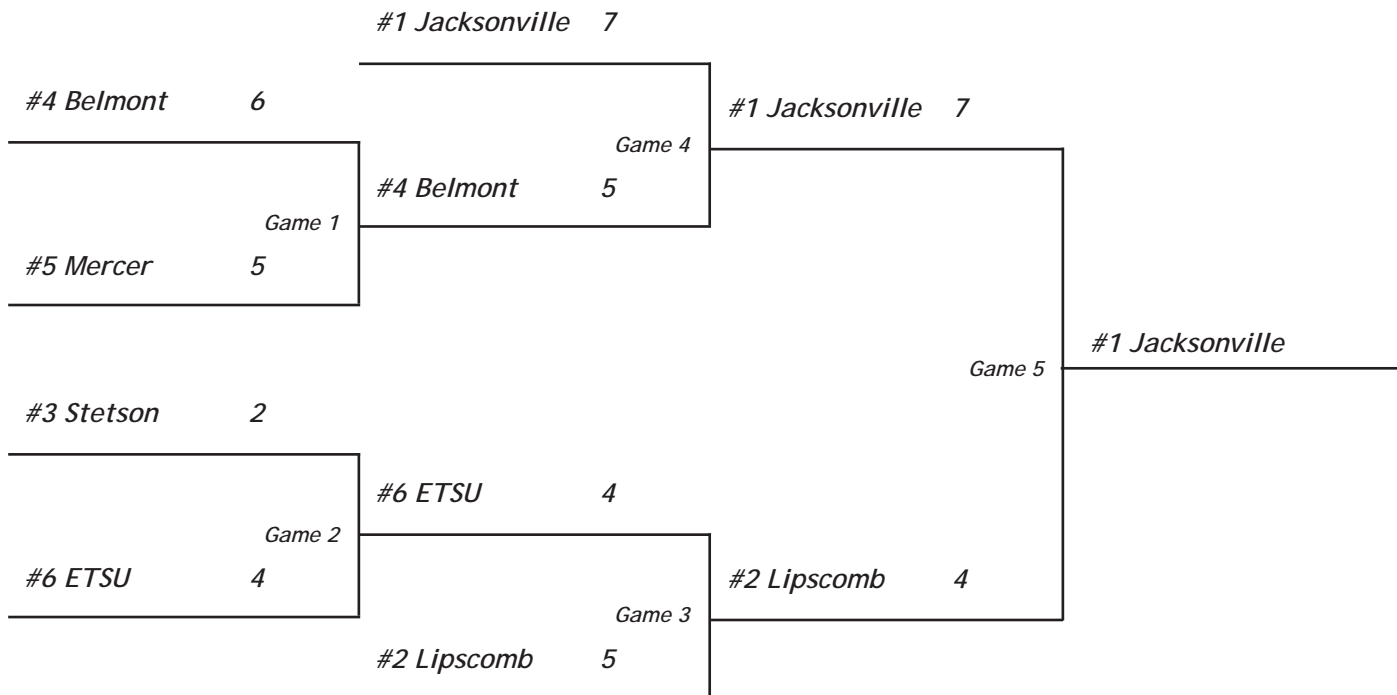 #1 Jacksonville 7
#4 Belmont 6
#1 Jacksonville 7
Game 4
#4 Belmont 5
Game 1
#5 Mercer 5
#1 Jacksonville
Game 5
#3 Stetson 2
#6 ETSU 4
Game 2
#6 ETSU 4
#2 Lipscomb 4
Game 3
#2 Lipscomb 5